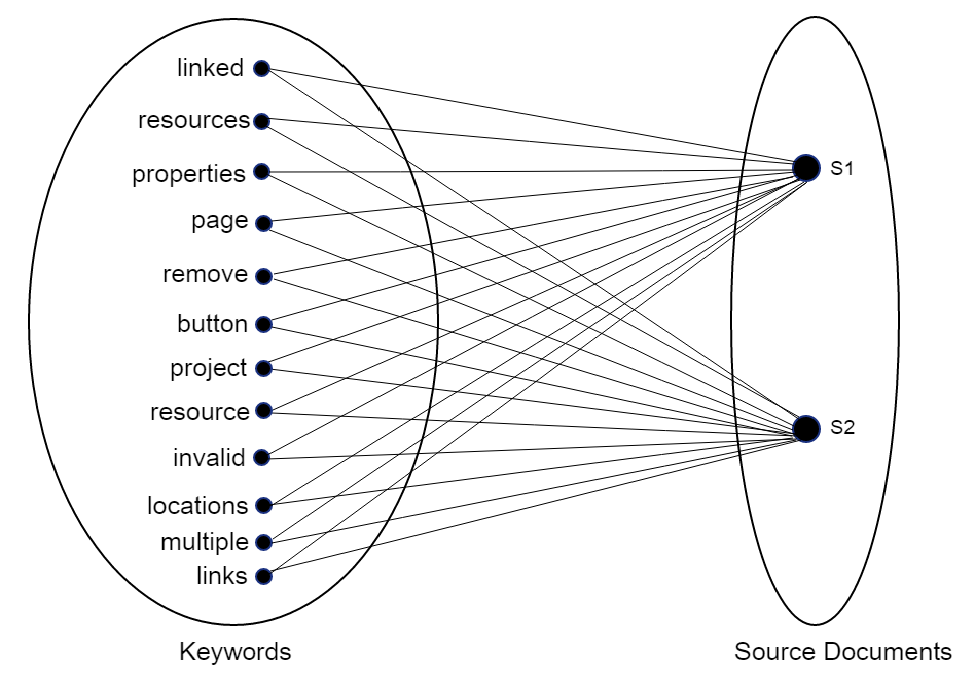 linked
resources
properties
page
remove
button
project
resource
invalid
locations
multiple
links
S1
S2
Keywords
Source Documents